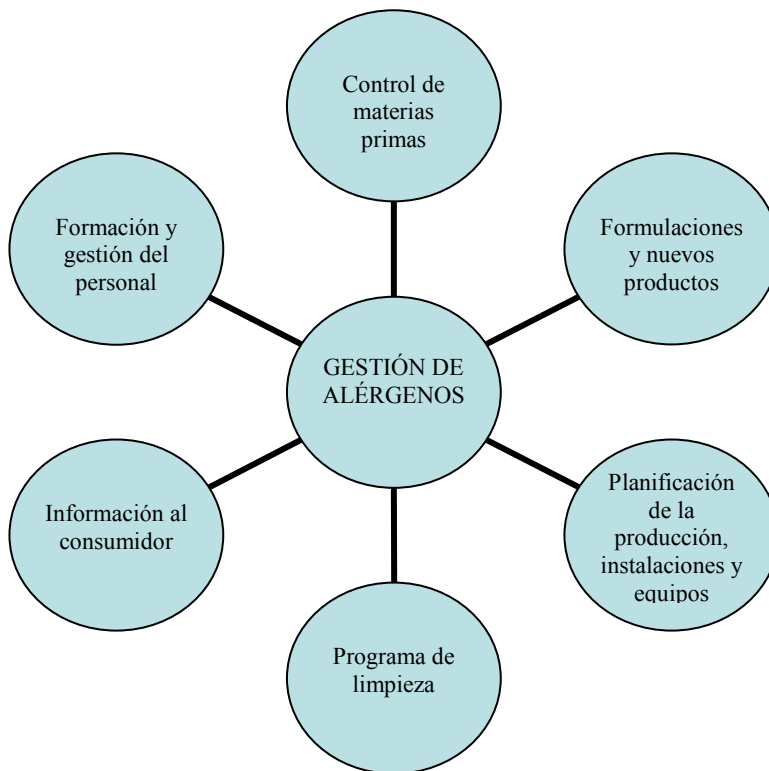 Control de
materias
primas
Formulaciones
y nuevos
productos
Planificación
de la
producción,
instalaciones y
equipos
Programa de
limpieza
Información al
consumidor
Formación y
gestión del
personal
GESTIÓN DE
ALÉRGENOS